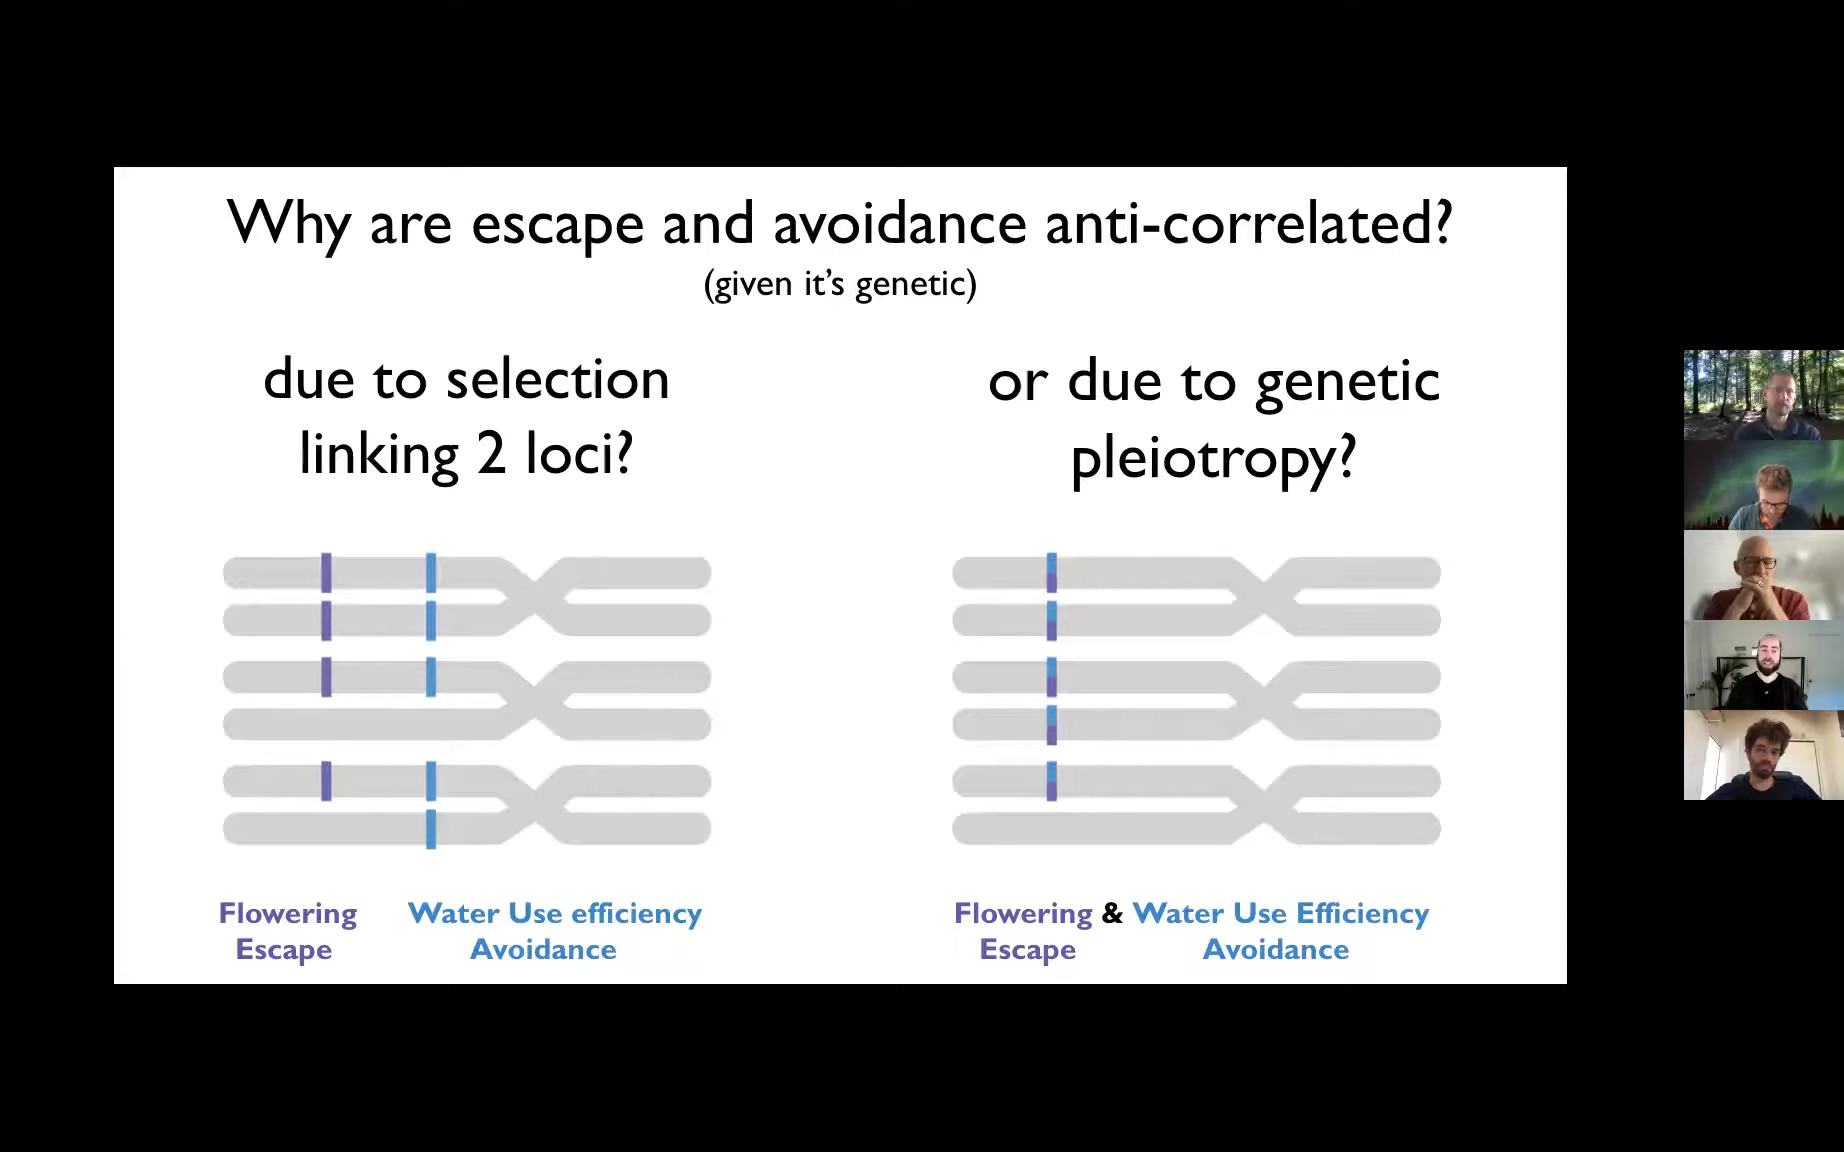 Why are escape and avoidance anti-correlated?
(given it's genetic)
due to selection
linking 2 loci?
or due to genetic
pleiotropy?
Flowering
Escape
Water Use efficiency
Avoidance
Flowering & Water Use Efficiency
Escape
Avoidance